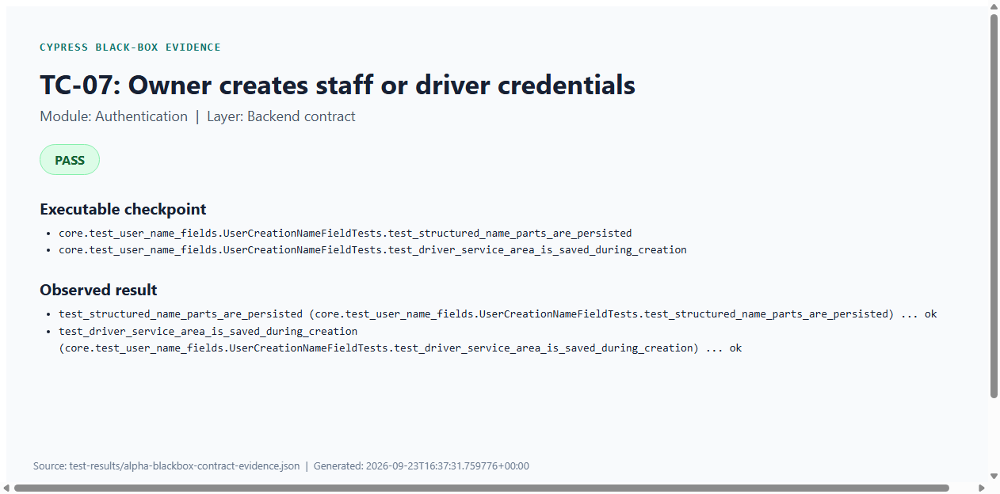 CYPRESS BLACK-BOX EVIDENCE
TC-07: Owner creates staff or driver credentials
Module: Authentication | Layer: Backend contract
PASS
Executable checkpoint
• core.test_user_name_fields.UserCreationNameFieldTests.test_structured_name_parts_are_persisted
• core.test_user_name_fields.UserCreationNameFieldTests.test_driver_service_area_is_saved_during_creation
Observed result
• test_structured_name_parts_are_persisted (core.test_user_name_fields.UserCreationNameFieldTests.test_structured_name_parts_are_persisted) ... ok
• test_driver_service_area_is_saved_during_creation
(core.test_user_name_fields.UserCreationNameFieldTests.test_driver_service_area_is_saved_during_creation) ... ok
Source: test-results/alpha-blackbox-contract-evidence.json | Generated: 2026-09-23T16:37:31.759776+00:00